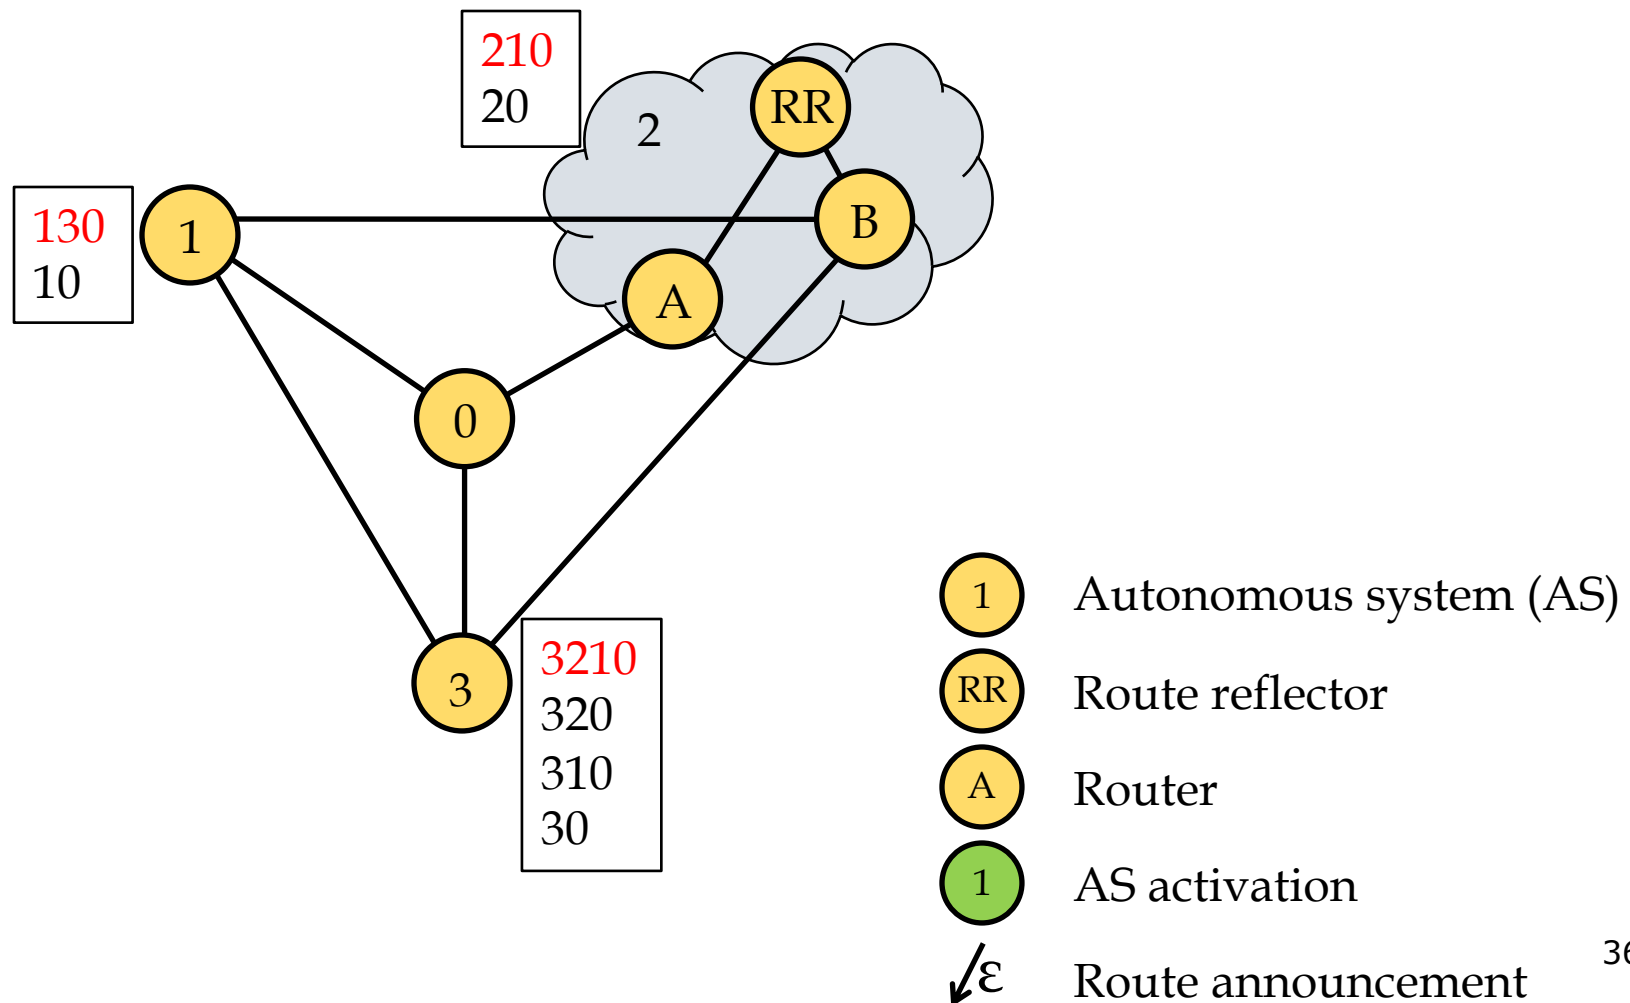 210
20
2
RR
130
10
1
B
A
0
3
3210
320
310
30
1 Autonomous system (AS)
RR Route reflector
A Router
1 AS activation
ε Route announcement
36